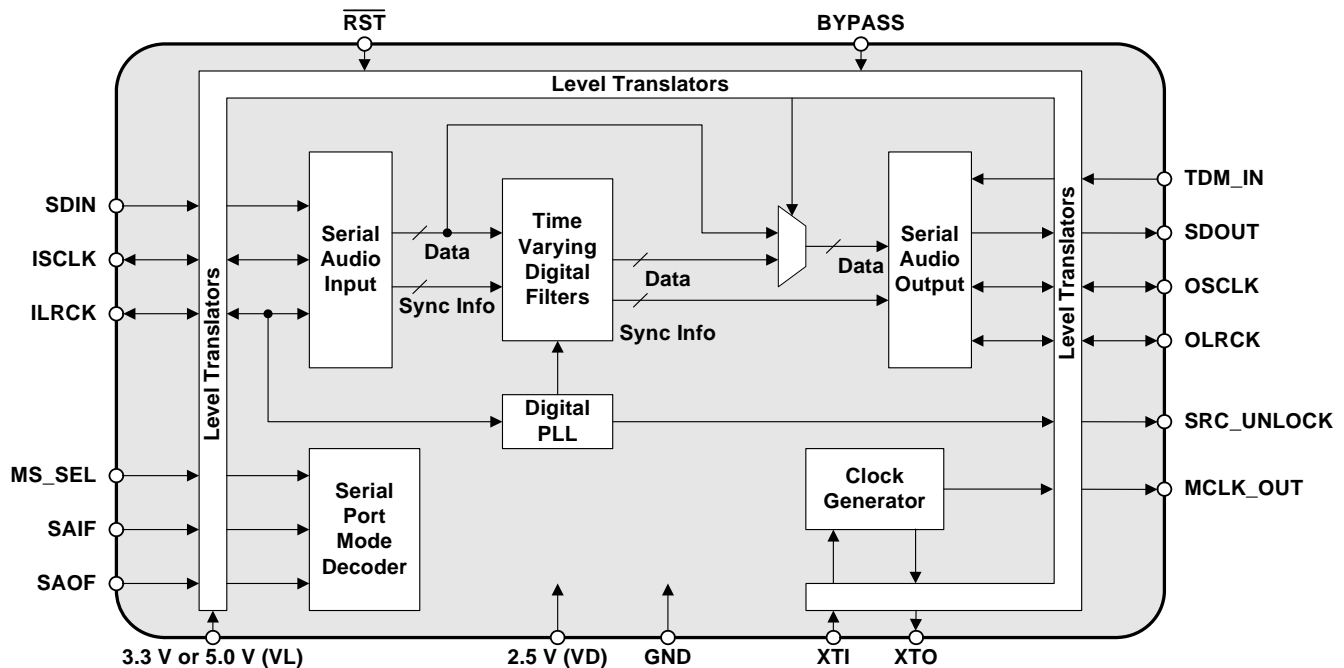 RST
BYPASS
Level Translators
SDIN
ISCLK
ILRCK
MS_SEL
SAIF
SAOF
Level Translators
Serial
Audio
Input
Data
Sync Info
Time
Varying
Digital
Filters
Data
Sync Info
Data
Serial
Audio
Output
Level Translators
TDM_IN
SDOUT
OSCLK
OLRCK
SRC_UNLOCK
MCLK_OUT
Digital
PLL
Serial
Port
Mode
Decoder
Clock
Generator
3.3 V or 5.0 V (VL)
2.5 V (VD)
GND
XTI
XTO